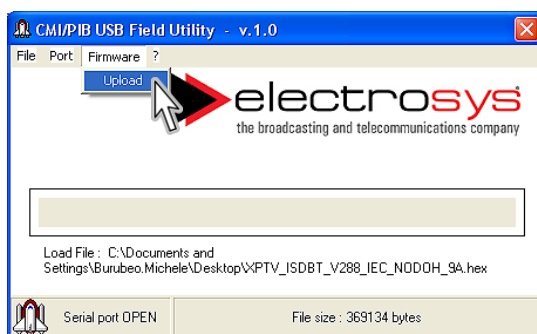 CMI/PIB USB Field Utility - v.1.0
File Port Firmware ?
Upload
electrosys
the broadcasting and telecommunications company
Load File : C:\Documents and
Settings\Burubeo.Michele\Desktop\XPTV_ISDBT_V288_IEC_NODOH_9A.hex
Serial port OPEN
File size : 369134 bytes